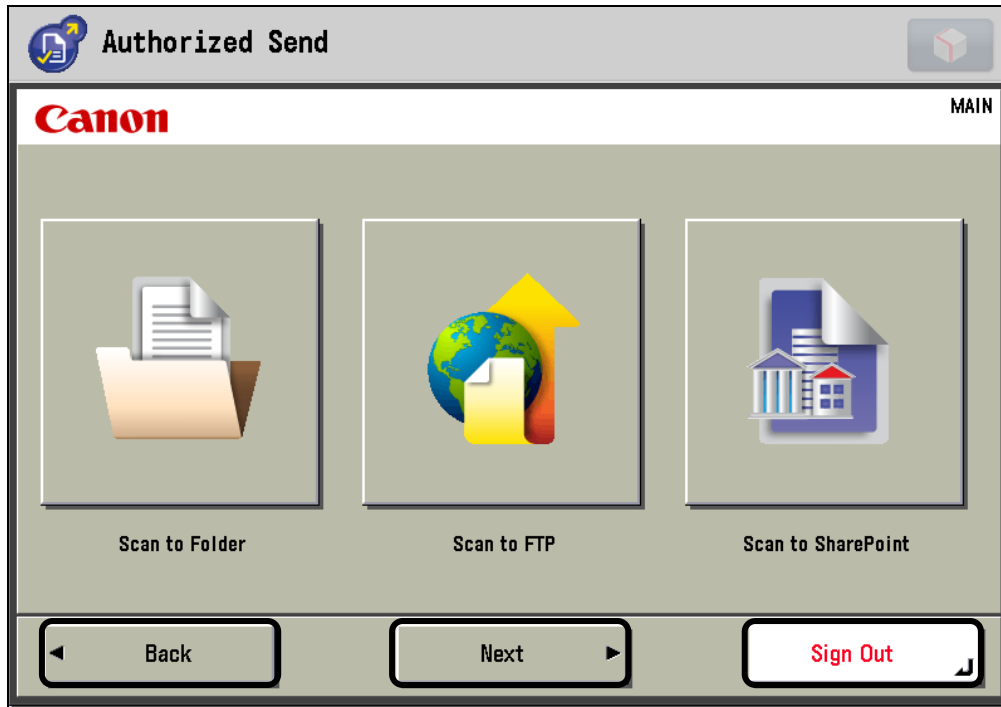 Authorized Send
Canon
MAIN
Scan to Folder
Scan to FTP
Scan to SharePoint
Back
Next
Sign Out